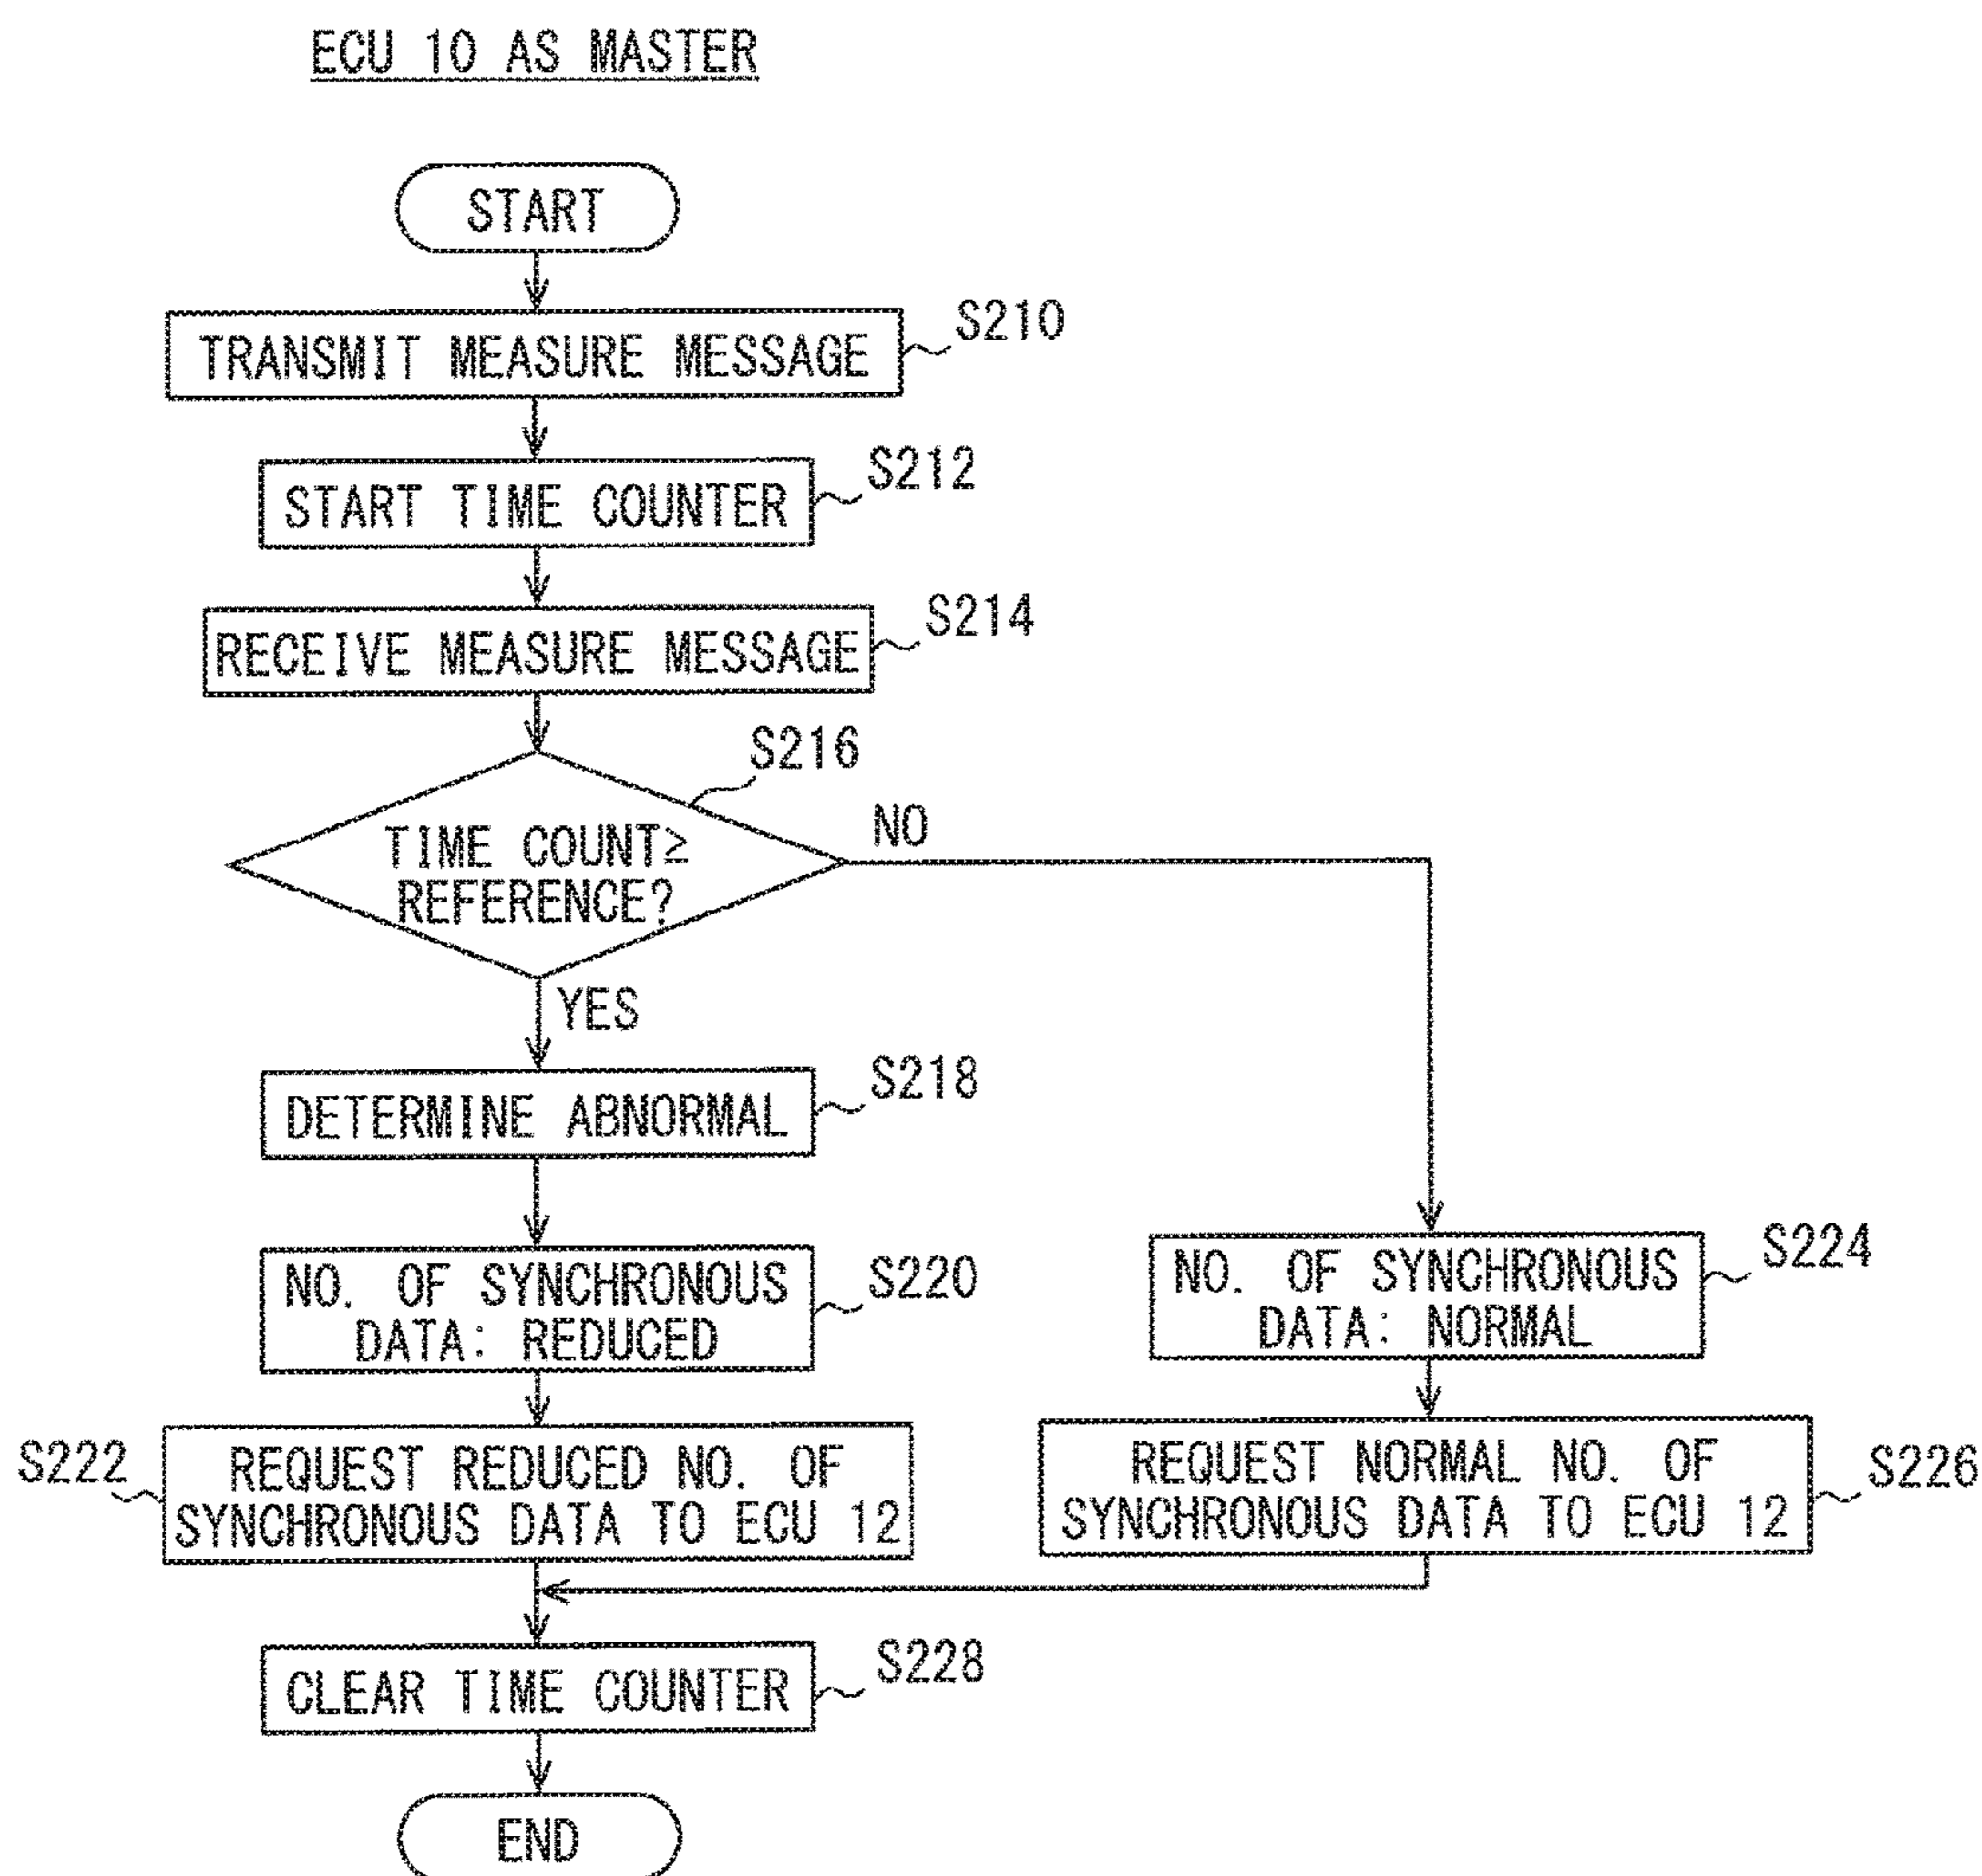 ECU 10 AS MASTER
START
TRANSMIT MEASURE MESSAGE
S210
START TIME COUNTER
S212
RECEIVE MEASURE MESSAGE
S214
S216
TIME COUNT≥
REFERENCE?
NO
YES
DETERMINE ABNORMAL
S218
NO. OF SYNCHRONOUS
DATA: REDUCED
S220
NO. OF SYNCHRONOUS
DATA: NORMAL
S224
S222
REQUEST REDUCED NO. OF
SYNCHRONOUS DATA TO ECU 12
REQUEST NORMAL NO. OF
SYNCHRONOUS DATA TO ECU 12
S226
CLEAR TIME COUNTER
S228
END